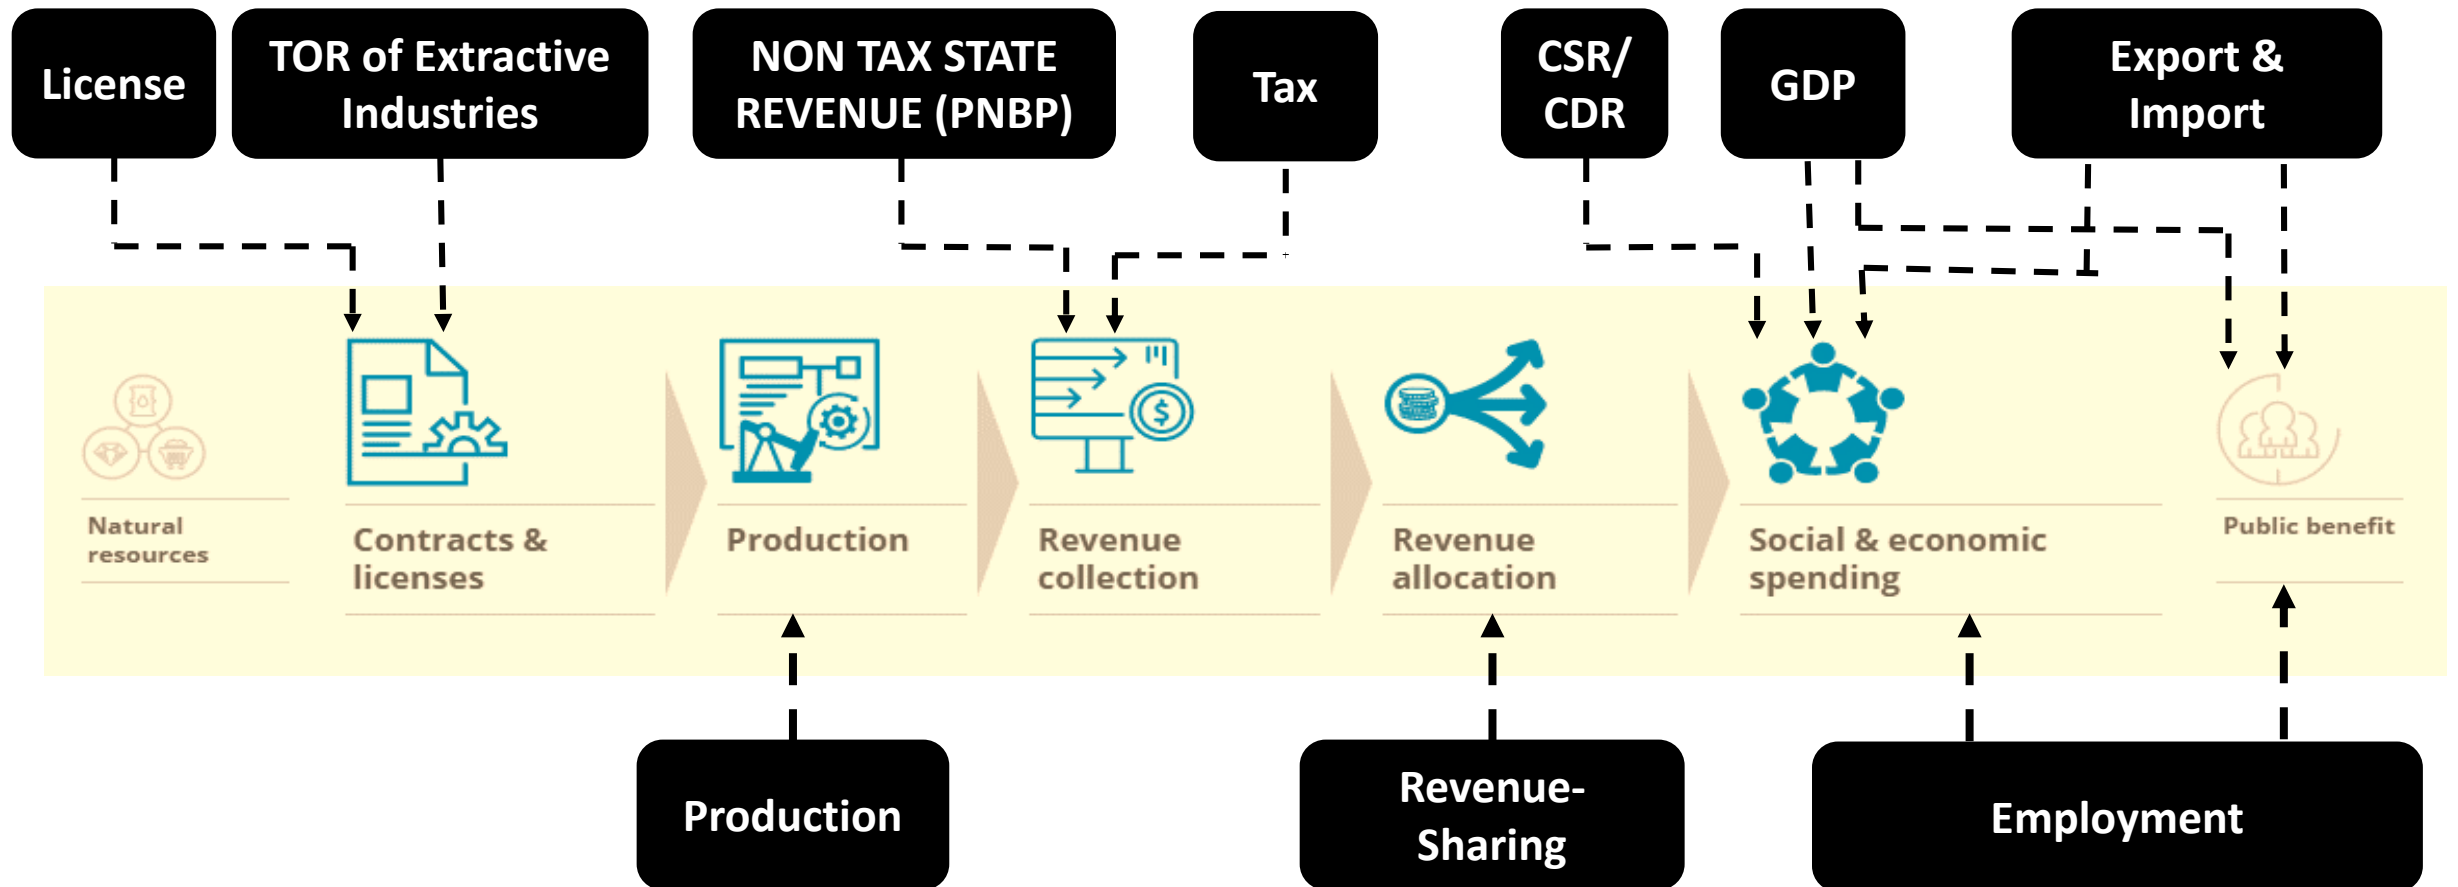 License
TOR of Extractive
Industries
NON TAX STATE
REVENUE (PNBP)
Tax
CSR/
CDR
GDP
Export &
Import
$
Natural
resources
Contracts &
licenses
Production
Revenue
collection
Revenue
allocation
Social & economic
spending
Public benefit
Production
Revenue-
Sharing
Employment